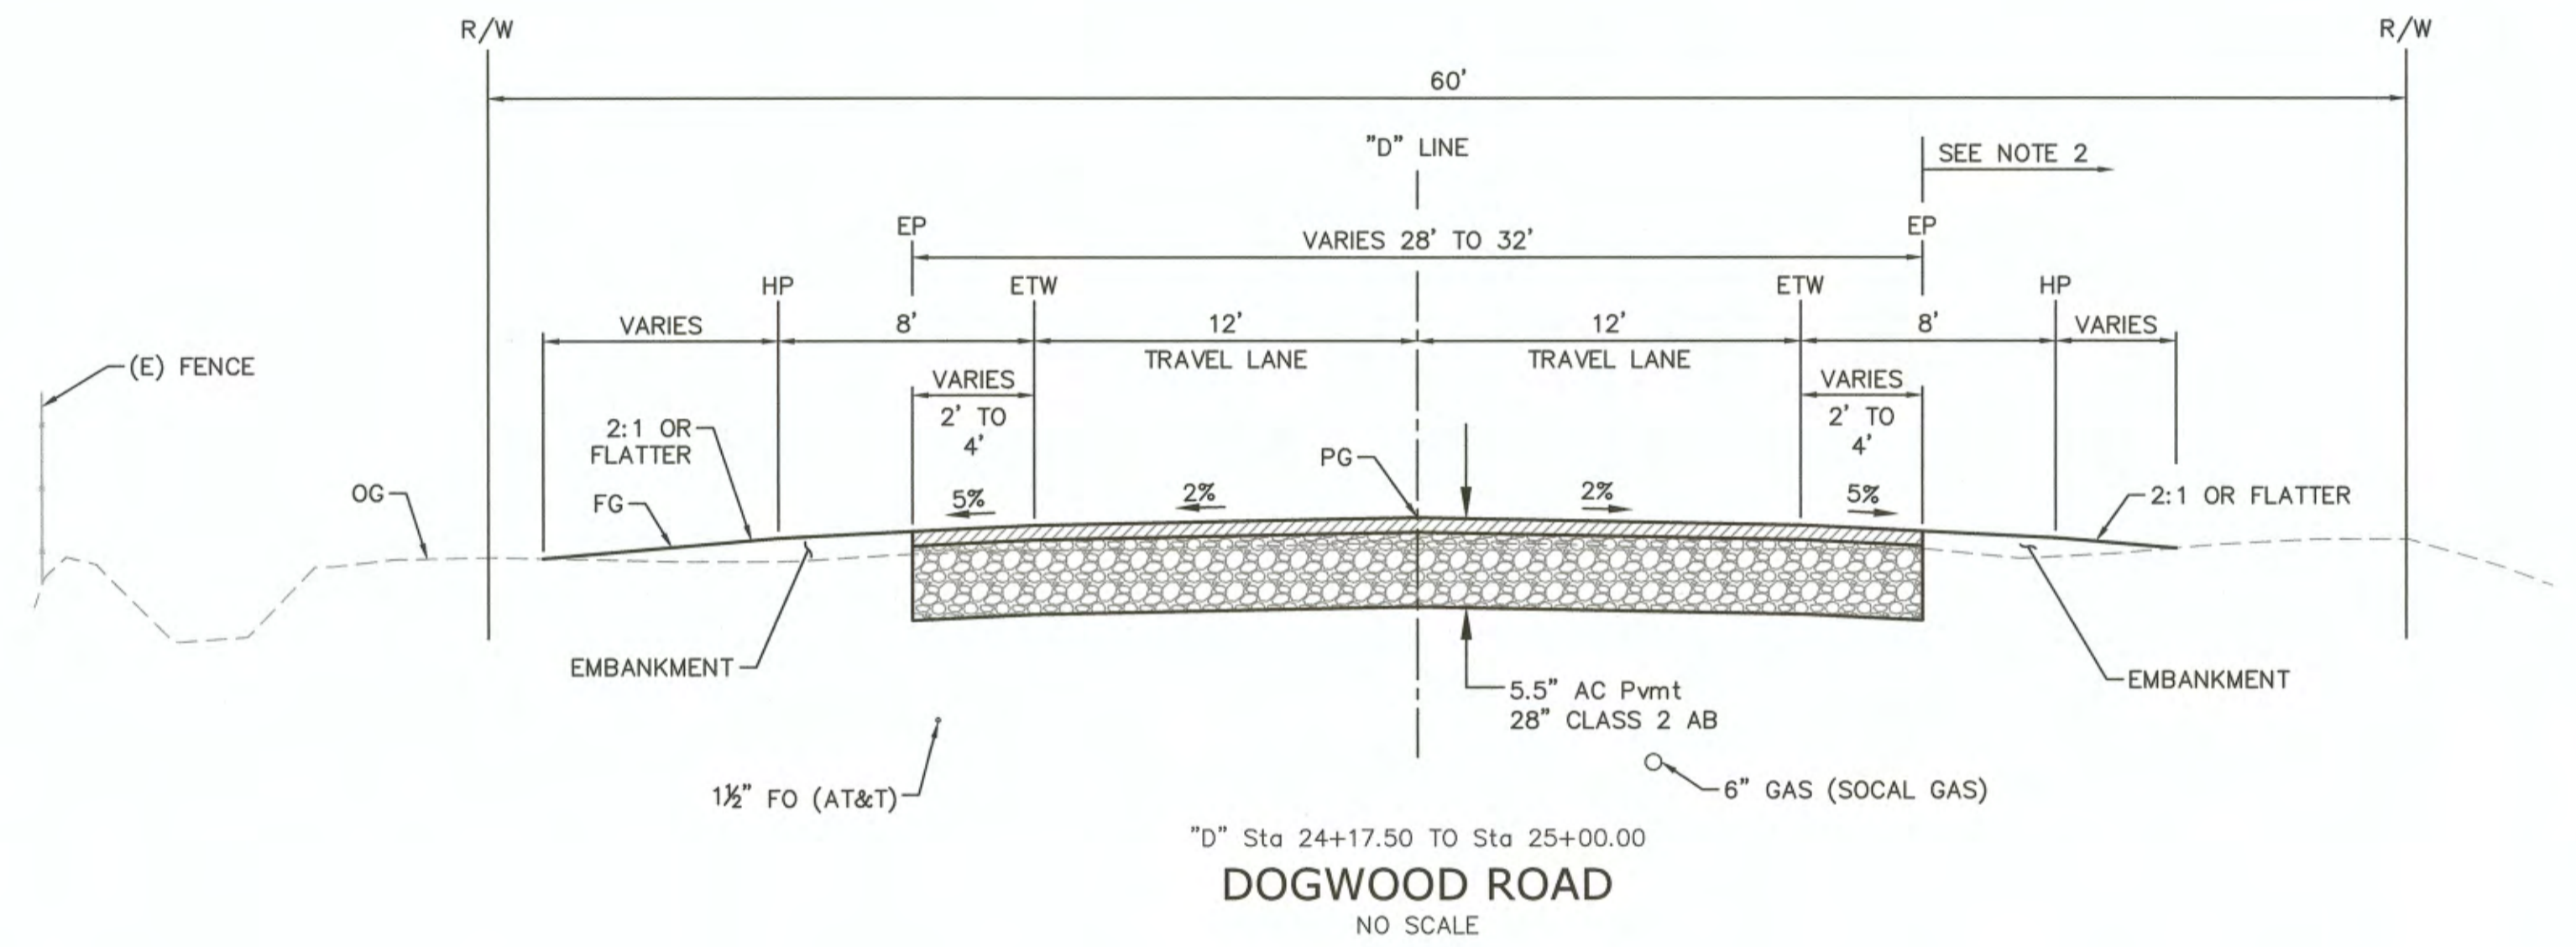 R/W
R/W
60'
"D" LINE
SEE NOTE 2
EP
EP
VARIES 28' TO 32'
HP
ETW
ETW
HP
VARIES
8'
12'
12'
8'
VARIES
TRAVEL LANE
TRAVEL LANE
(E) FENCE
VARIES
2' TO
4'
VARIES
2' TO
4'
2:1 OR
FLATTER
PG
OG
FG
5%
2%
2%
5%
2:1 OR FLATTER
EMBANKMENT
EMBANKMENT
5.5" AC Pvmt
28" CLASS 2 AB
1½" FO (AT&T)
6" GAS (SOCAL GAS)
"D" Sta 24+17.50 TO Sta 25+00.00
DOGWOOD ROAD
NO SCALE